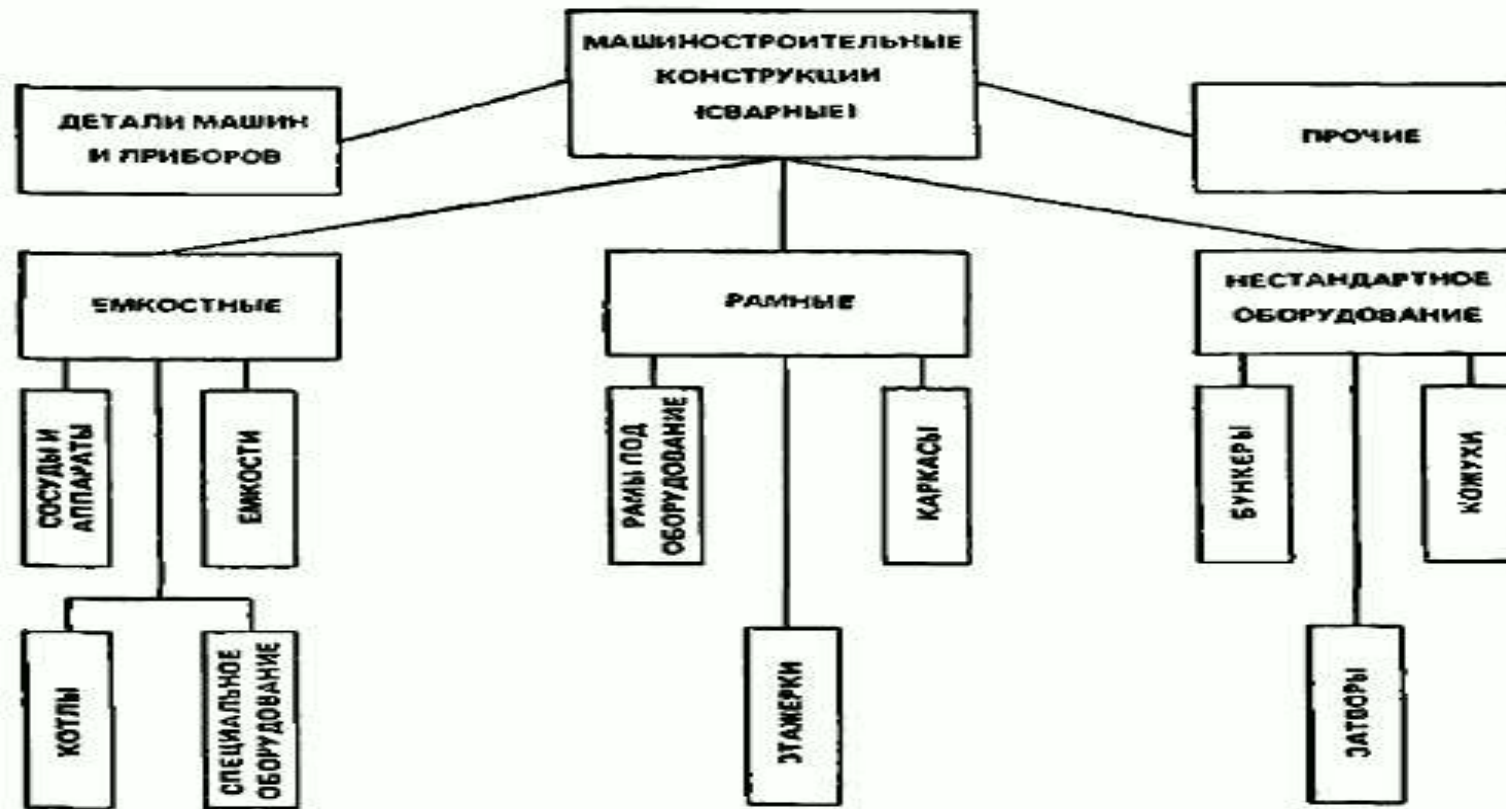 МАШИНОСТРОИТЕЛЬНЫЕ
КОНСТРУКЦИИ
(СВАРНЫЕ)
ДЕТАЛИ МАШИН
И ПРИБОРОВ
ПРОЧИЕ
ЕМКОСТНЫЕ
РАМНЫЕ
НЕСТАНДАРТНОЕ
ОБОРУДОВАНИЕ
СОСУДЫ И
АППАРАТЫ
ЕМКОСТИ
РАМЫ ПОД
ОБОРУДОВАНИЕ
КАРКАСЫ
БУНКЕРЫ
КОЖУХИ
КОТЛЫ
СПЕЦИАЛЬНОЕ
ОБОРУДОВАНИЕ
ЭТАЖЕРКИ
ЗАТВОРЫ